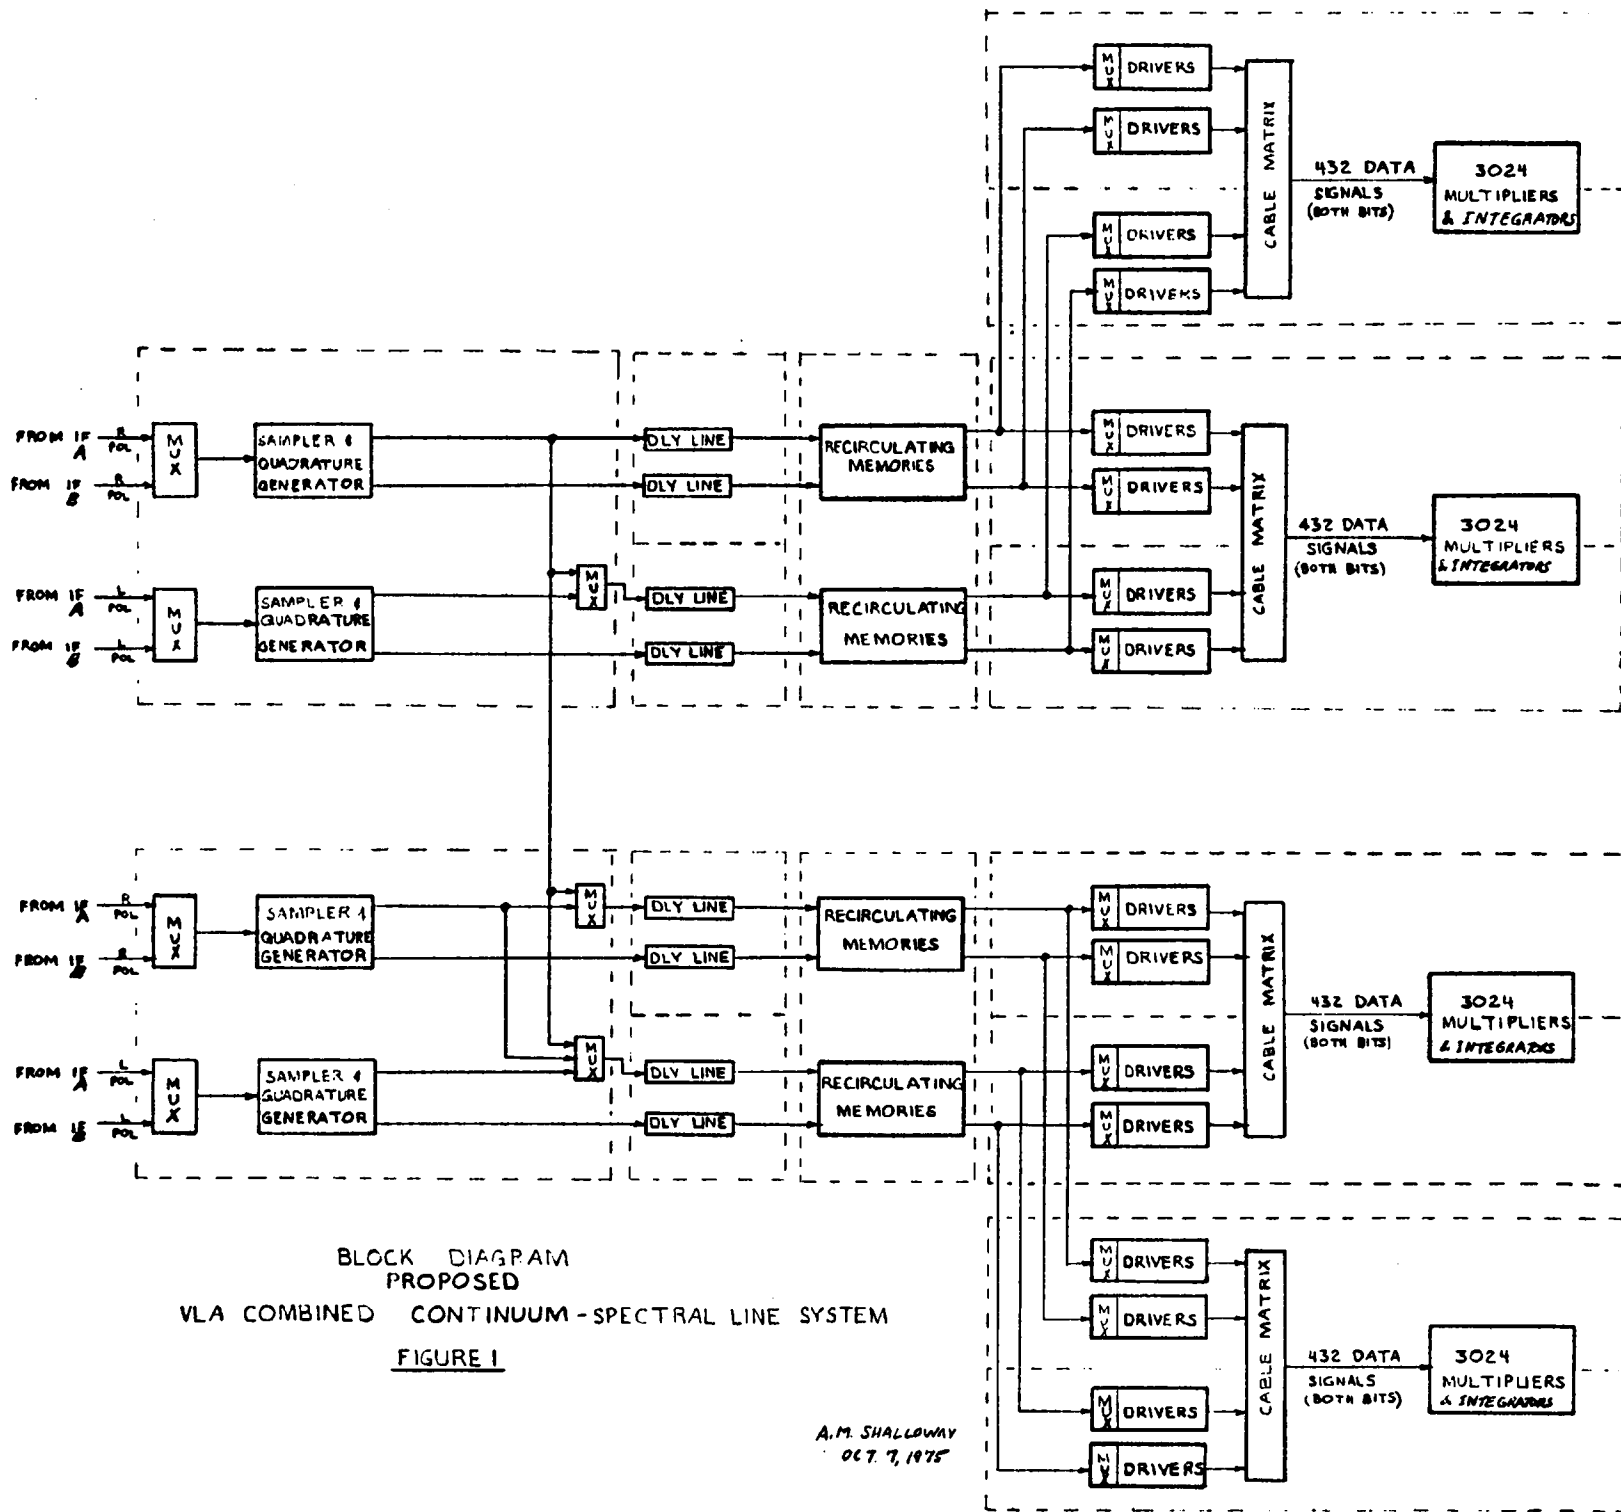 MUX DRIVERS
MUX DRIVERS
MUX DRIVERS
MUX DRIVERS
CABLE MATRIX
432 DATA
SIGNALS
(BOTH BITS)
3024
MULTIPLIERS
& INTEGRATORS
FROM IF A R POL
FROM IF B R POL
MUX
SAMPLER &
QUADRATURE
GENERATOR
DLY LINE
DLY LINE
RECIRCULATING
MEMORIES
MUX DRIVERS
MUX DRIVERS
FROM IF A L POL
FROM IF B L POL
MUX
SAMPLER &
QUADRATURE
GENERATOR
MUX
DLY LINE
DLY LINE
RECIRCULATING
MEMORIES
MUX DRIVERS
MUX DRIVERS
CABLE MATRIX
432 DATA
SIGNALS
(BOTH BITS)
3024
MULTIPLIERS
& INTEGRATORS
FROM IF A R POL
FROM IF B R POL
MUX
SAMPLER &
QUADRATURE
GENERATOR
MUX
DLY LINE
DLY LINE
RECIRCULATING
MEMORIES
MUX DRIVERS
MUX DRIVERS
FROM IF A L POL
FROM IF B L POL
MUX
SAMPLER &
QUADRATURE
GENERATOR
MUX
DLY LINE
DLY LINE
RECIRCULATING
MEMORIES
MUX DRIVERS
MUX DRIVERS
CABLE MATRIX
432 DATA
SIGNALS
(BOTH BITS)
3024
MULTIPLIERS
& INTEGRATORS
MUX DRIVERS
MUX DRIVERS
MUX DRIVERS
MUX DRIVERS
CABLE MATRIX
432 DATA
SIGNALS
(BOTH BITS)
3024
MULTIPLIERS
& INTEGRATORS
BLOCK DIAGRAM
PROPOSED
VLA COMBINED CONTINUUM - SPECTRAL LINE SYSTEM
FIGURE 1
A.M. SHALLOWAY
OCT. 7, 1975